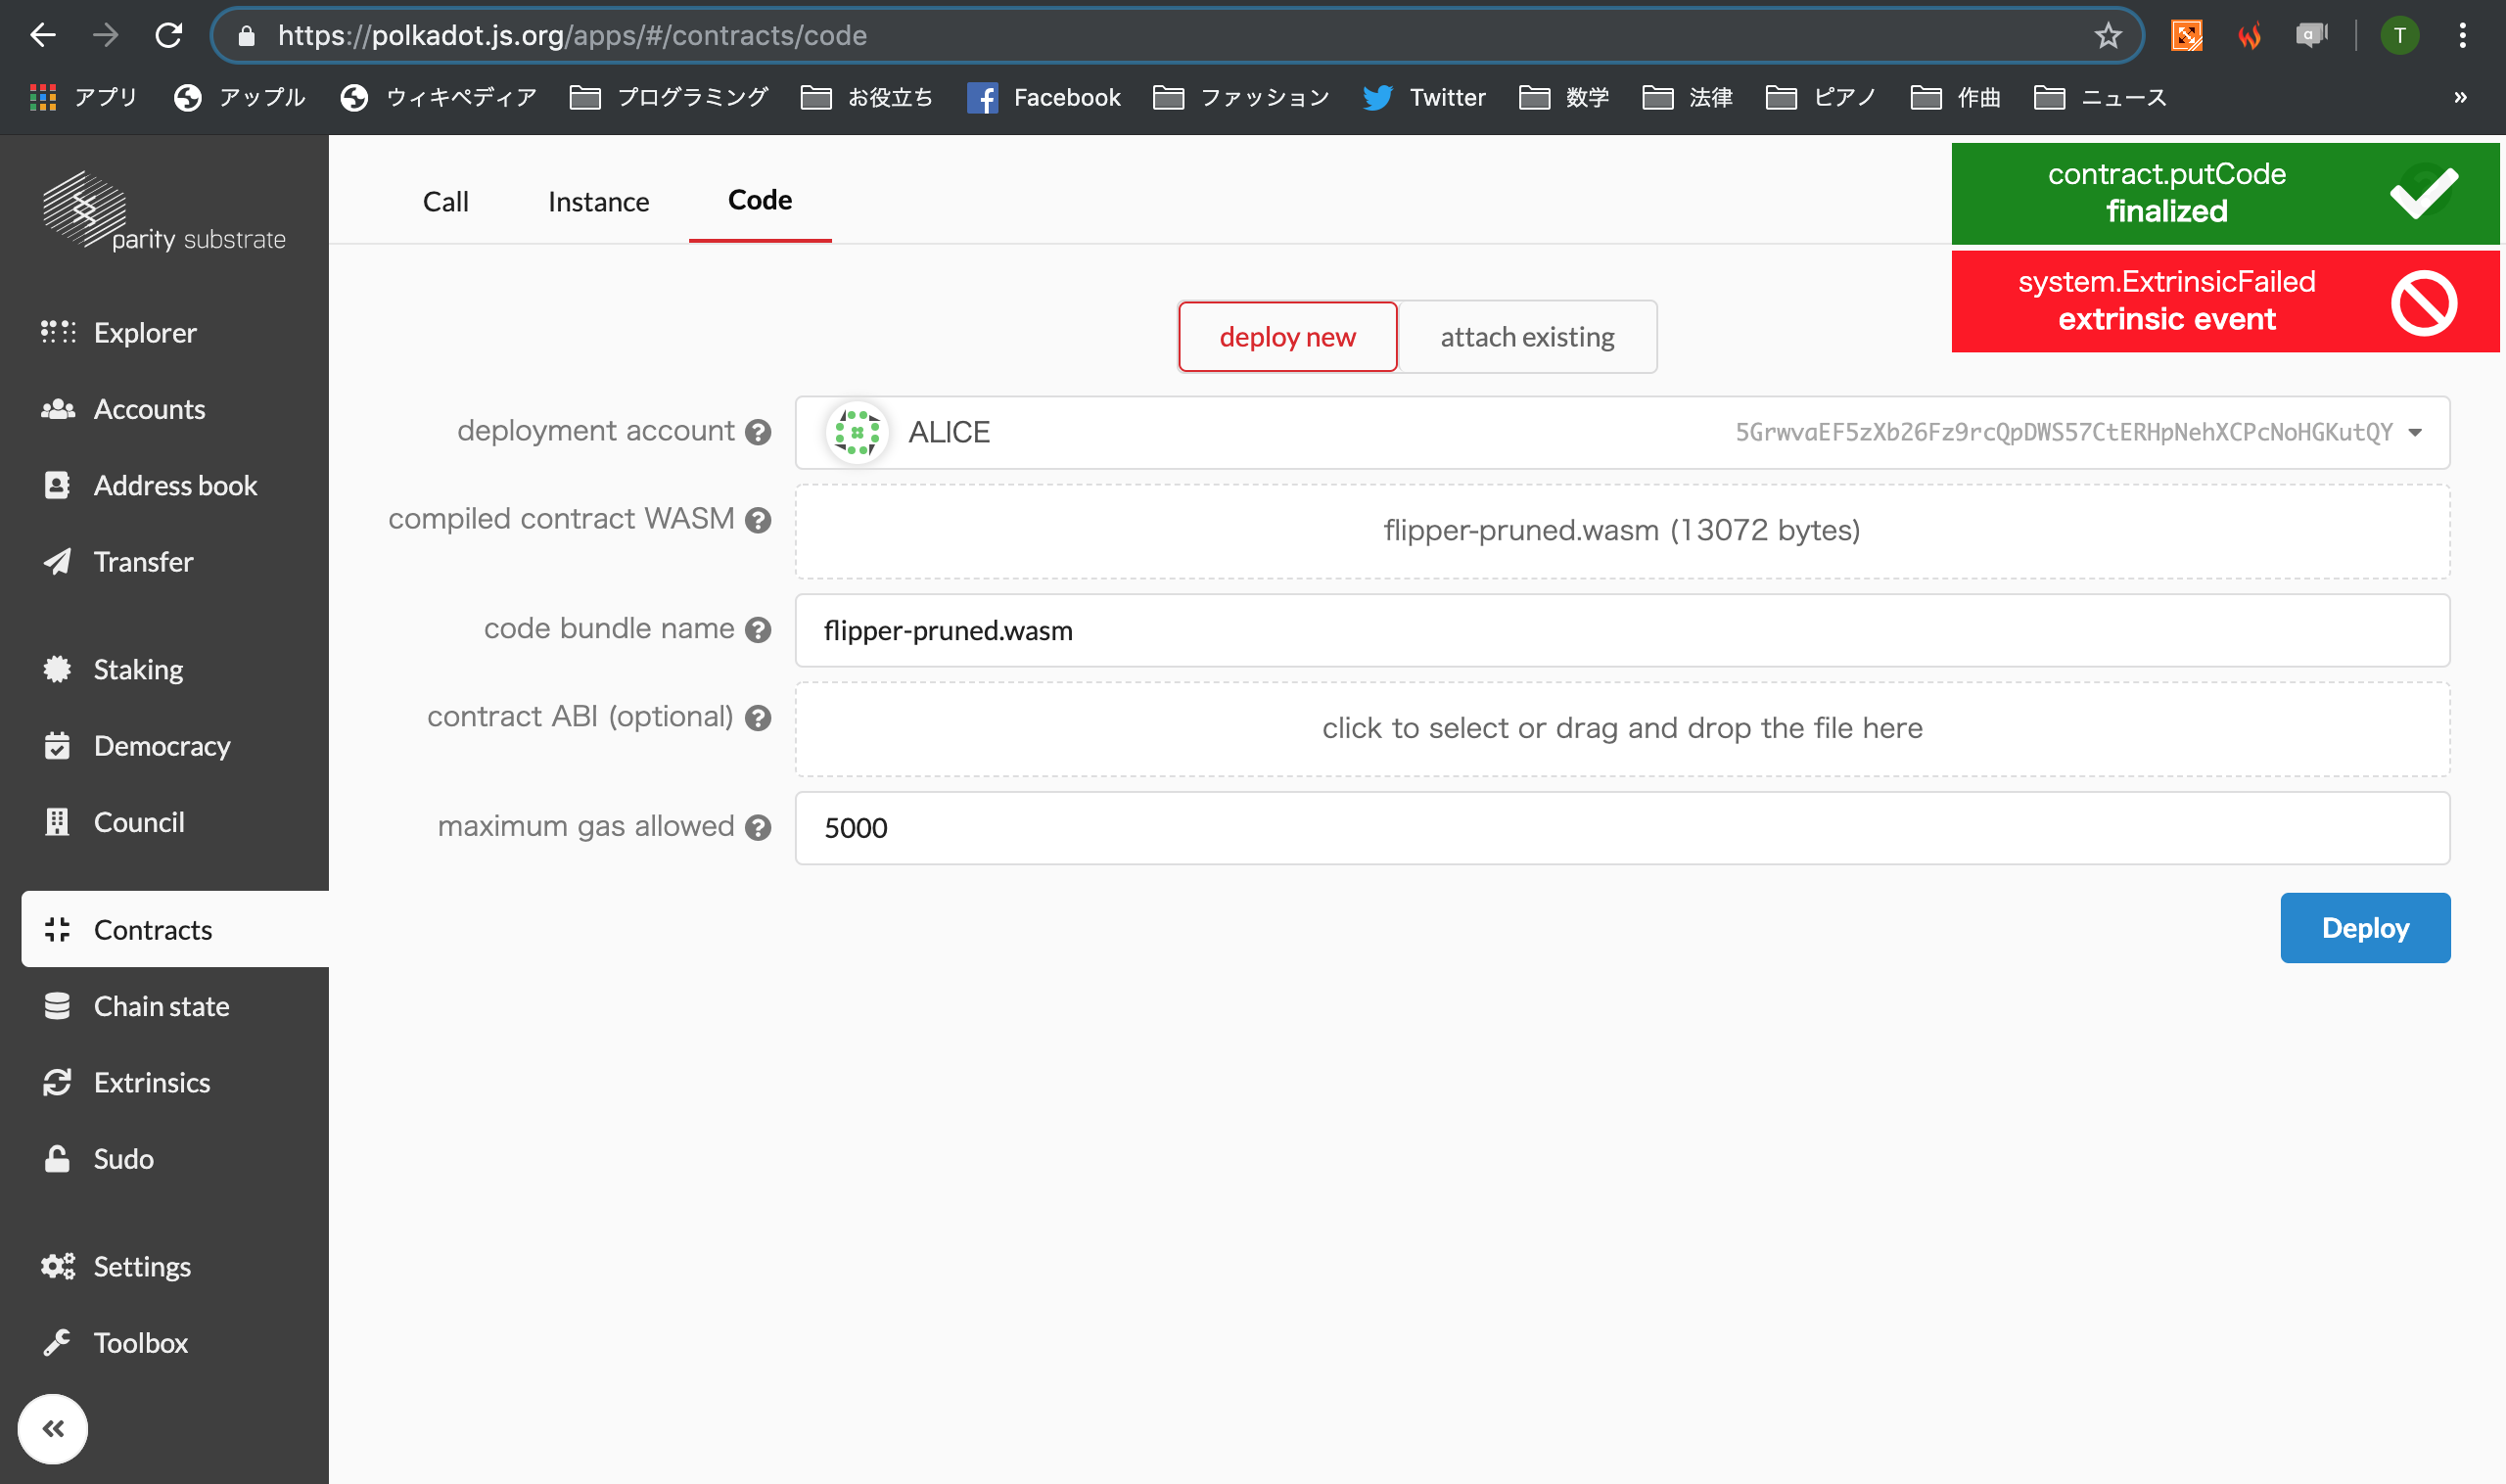 https://polkadot.js.org/apps/#/contracts/code
T
アプリ アップル ウィキペディア プログラミング お役立ち Facebook ファッション Twitter 数学 法律 ピアノ 作曲 ニュース »
parity substrate
Explorer
Accounts
Address book
Transfer
Staking
Democracy
Council
Contracts
Chain state
Extrinsics
Sudo
Settings
Toolbox
Call Instance Code
contract.putCode
finalized
system.ExtrinsicFailed
extrinsic event
deploy new attach existing
deployment account ALICE 5GrwvaEF5zXb26Fz9rcQpDWS57CtERHpNehXCPcNoHGKutQY
compiled contract WASM flipper-pruned.wasm (13072 bytes)
code bundle name flipper-pruned.wasm
contract ABI (optional) click to select or drag and drop the file here
maximum gas allowed 5000
Deploy